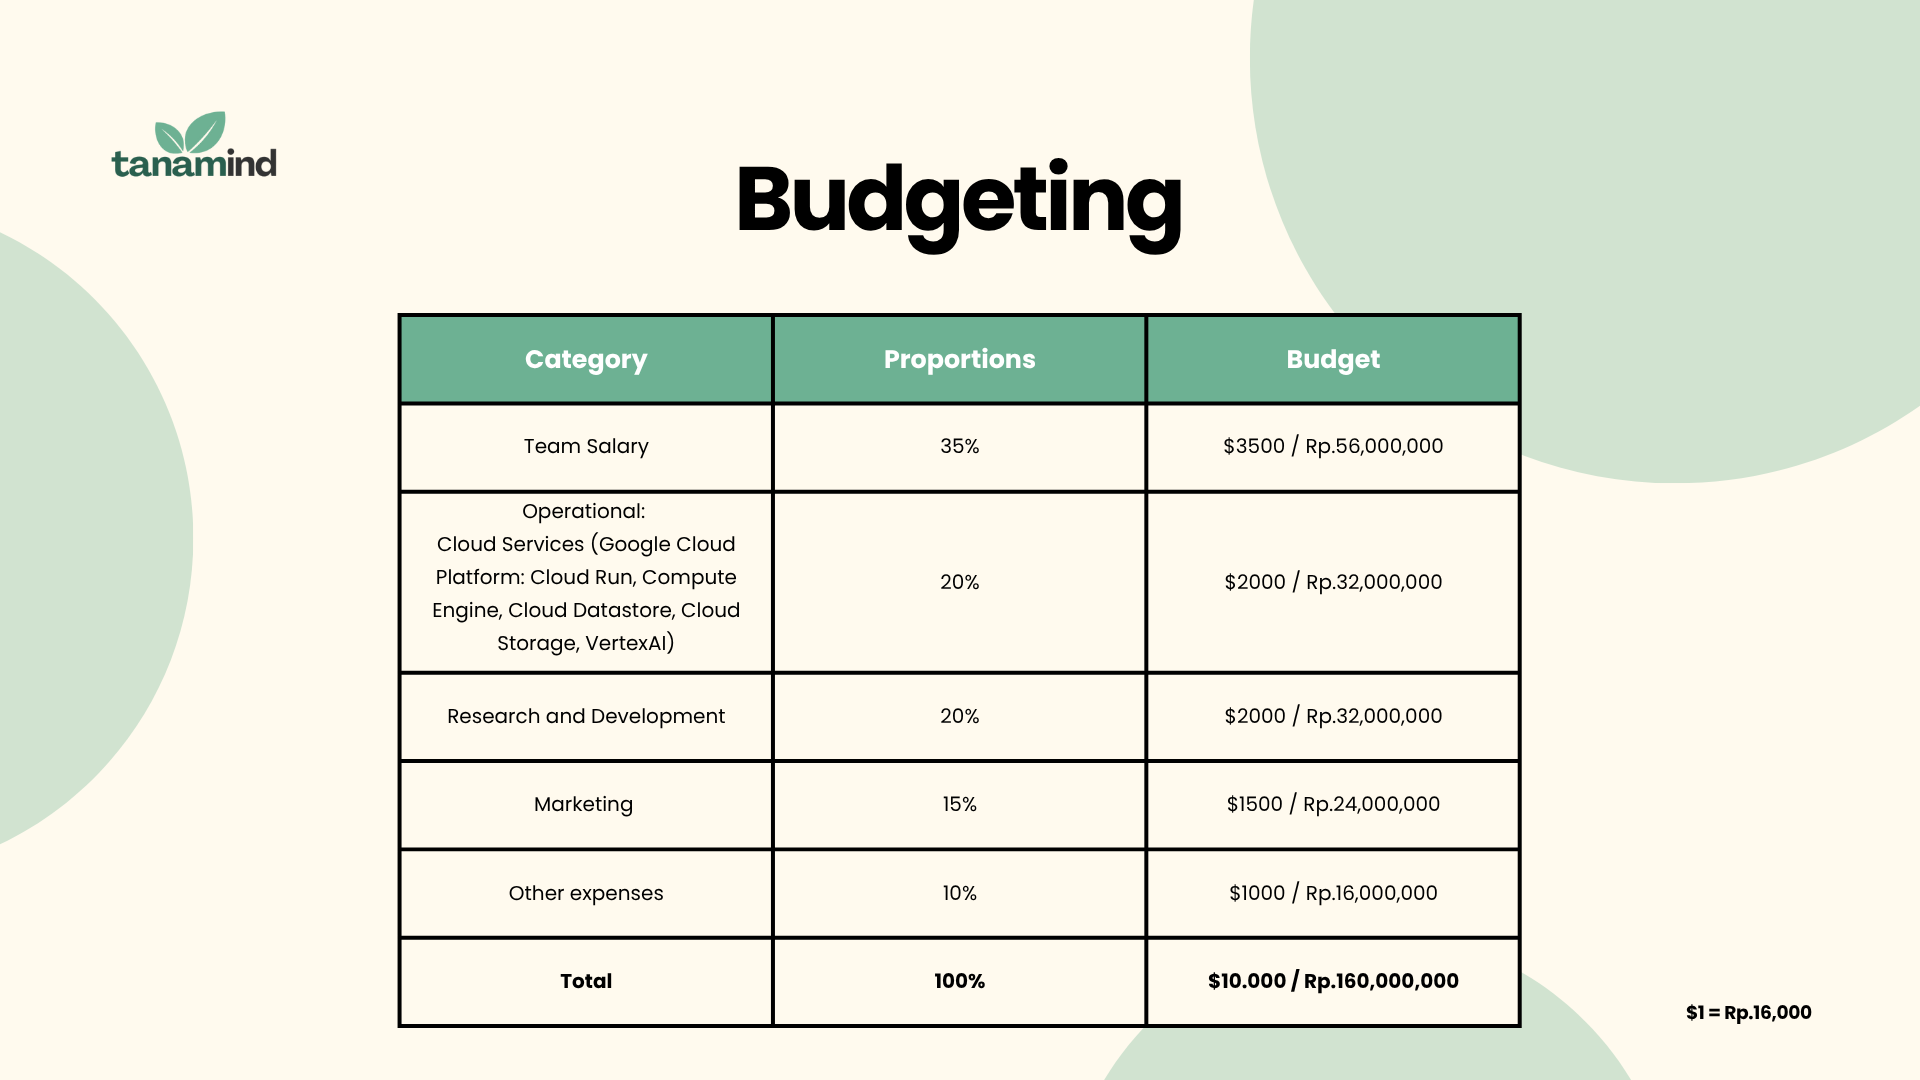 tanamind
Budgeting
Category Proportions Budget
Team Salary 35% $3500 / Rp.56,000,000
Operational:
Cloud Services (Google Cloud
Platform: Cloud Run, Compute
Engine, Cloud Datastore, Cloud
Storage, VertexAI)
20% $2000 / Rp.32,000,000
Research and Development 20% $2000 / Rp.32,000,000
Marketing 15% $1500 / Rp.24,000,000
Other expenses 10% $1000 / Rp.16,000,000
Total 100% $10.000 / Rp.160,000,000
$1 = Rp.16,000